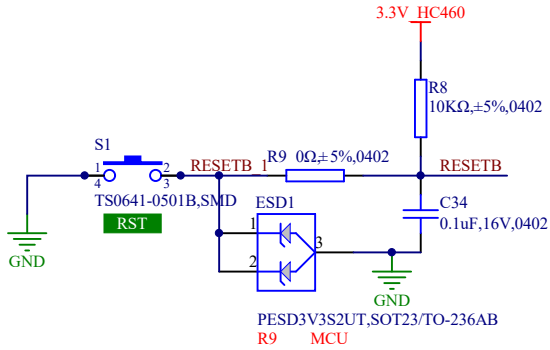 3.3V_HC460
R8
10KΩ,±5%,0402
S1
R9 0Ω,±5%,0402
1 2 RESETB_1 RESETB
4 3
TS0641-0501B,SMD
ESD1
C34
0.1uF,16V,0402
RST
1
3
2
GND
GND
PESD3V3S2UT,SOT23/TO-236AB
R9 MCU